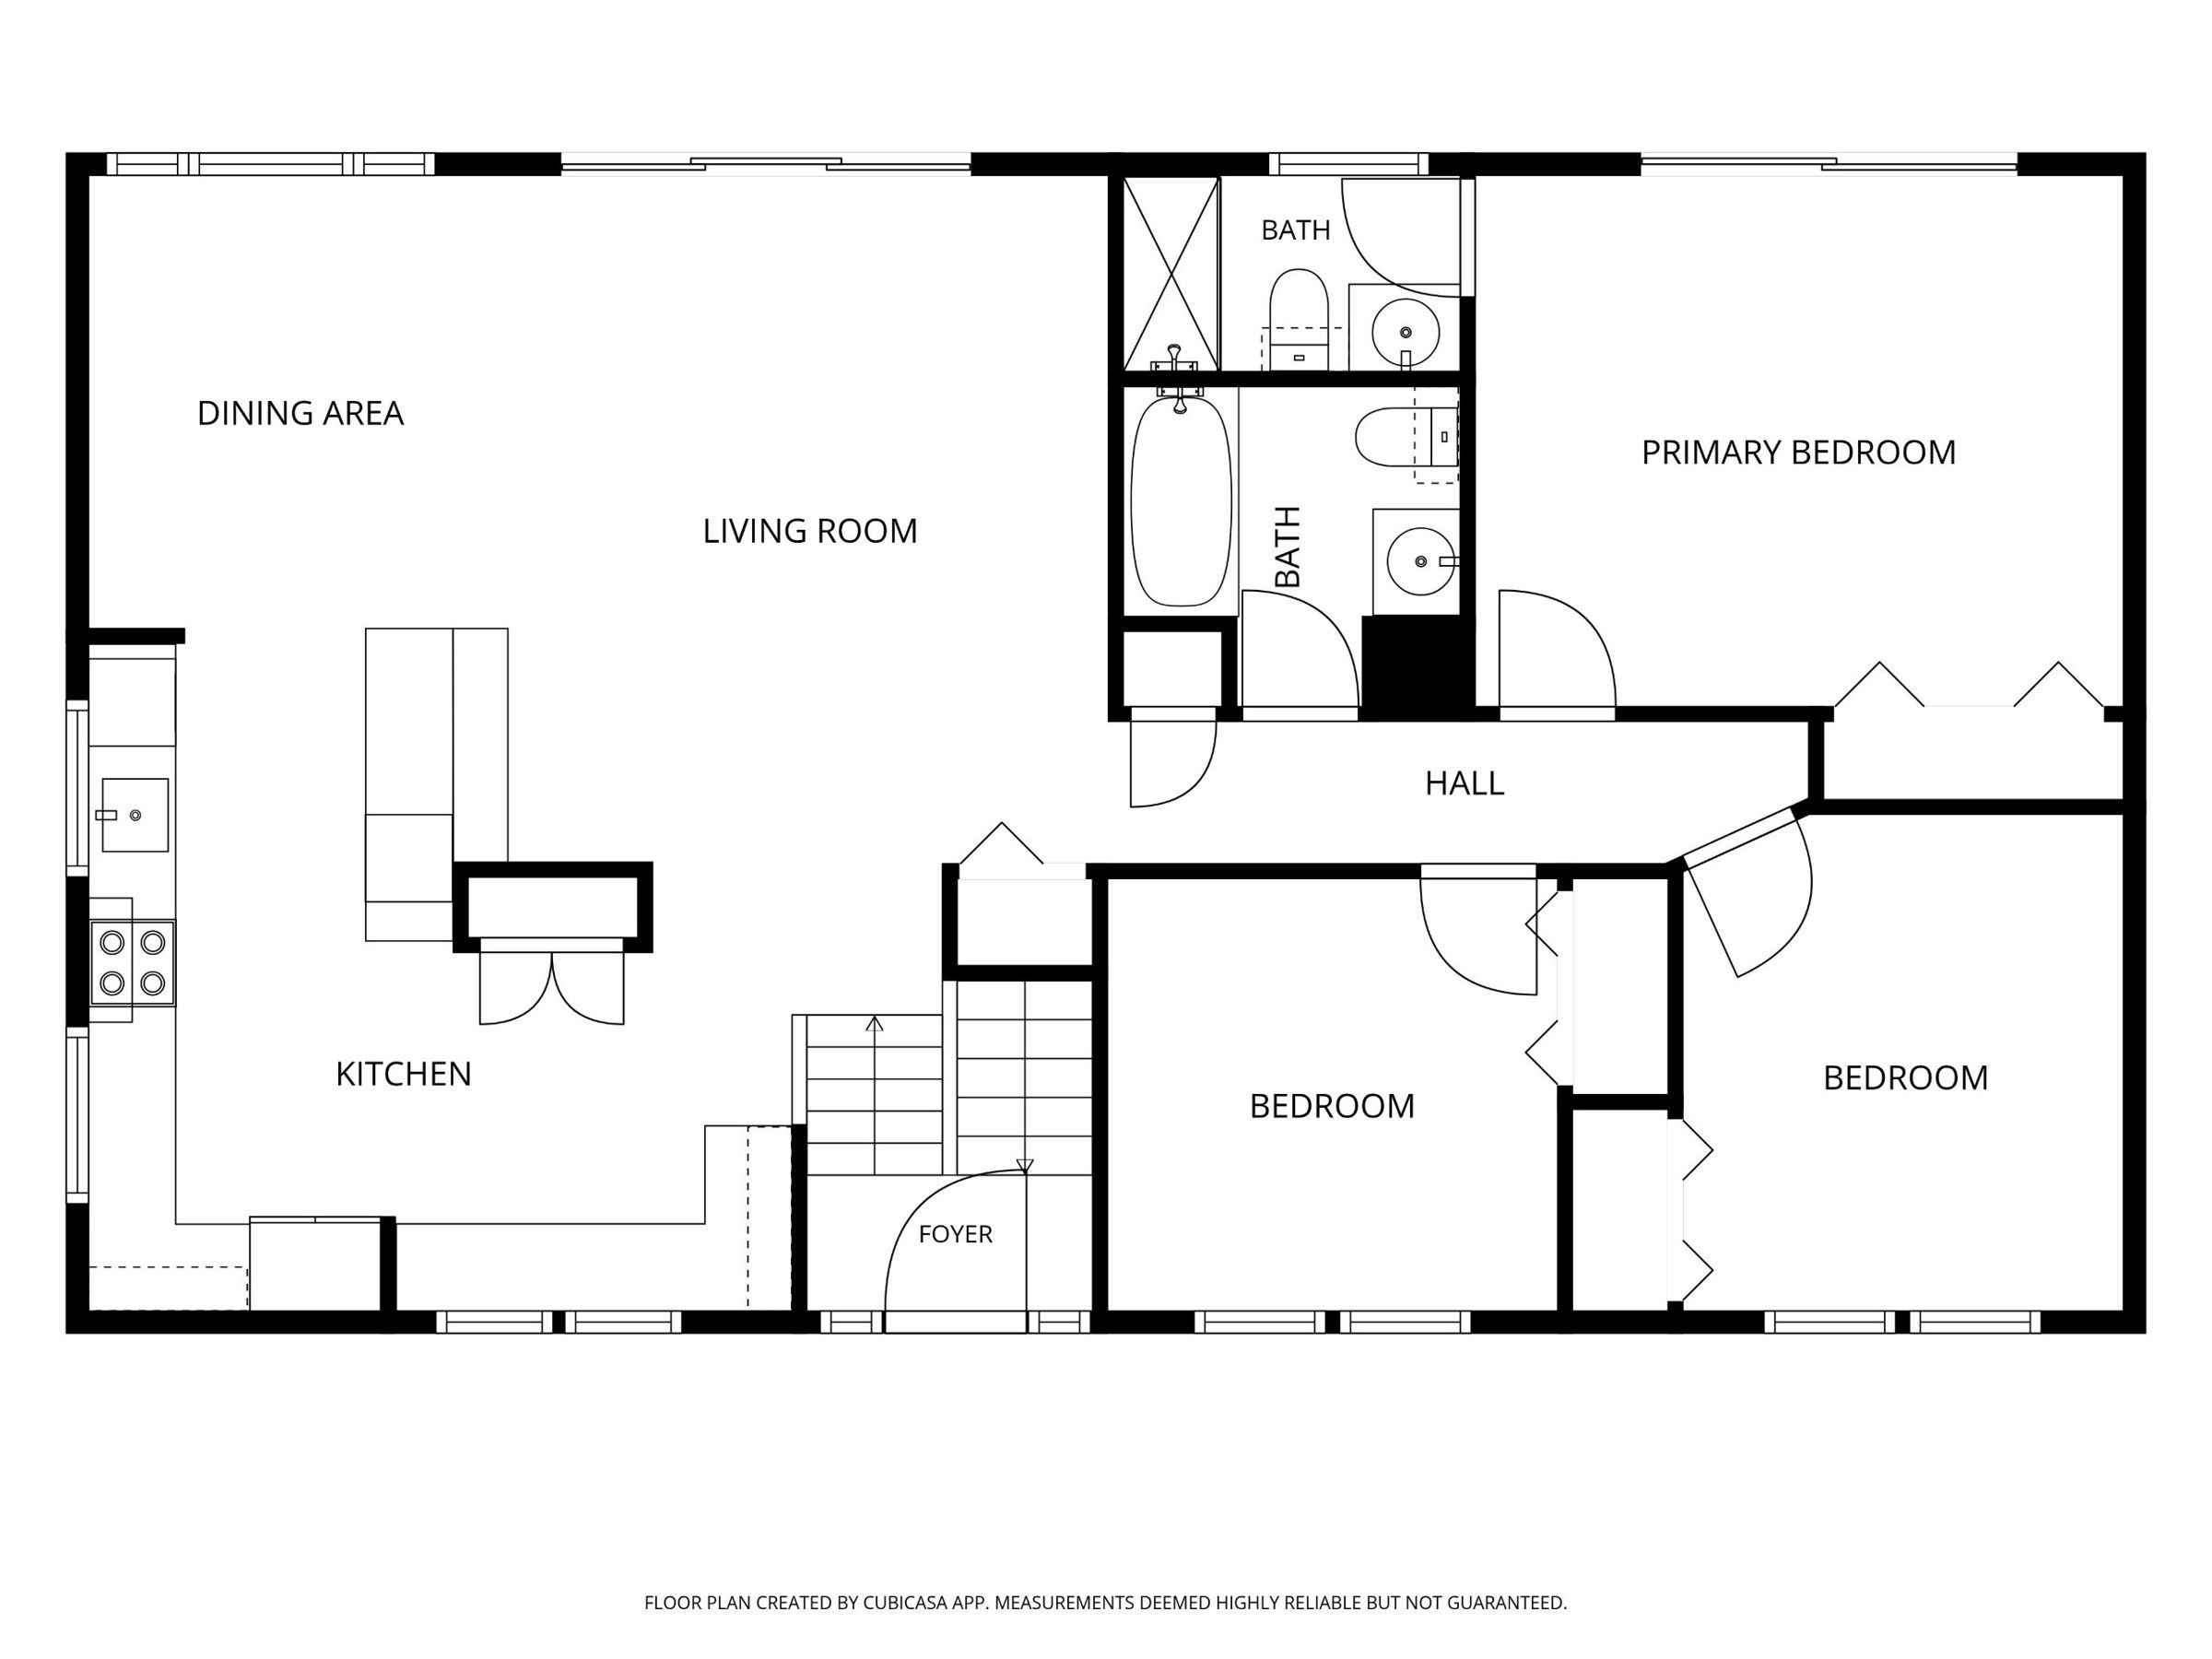 BATH
DINING AREA
PRIMARY BEDROOM
LIVING ROOM
BATH
HALL
KITCHEN
BEDROOM
BEDROOM
FOYER
FLOOR PLAN CREATED BY CUBICASA APP. MEASUREMENTS DEEMED HIGHLY RELIABLE BUT NOT GUARANTEED.